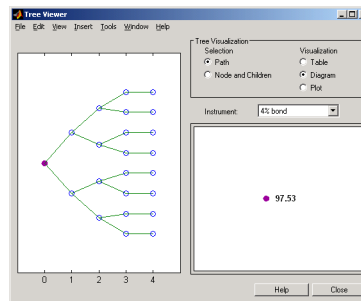 Tree Viewer
File Edit View Insert Tools Window Help
Tree Visualization
Selection
Path
Node and Children
Visualization
Table
Diagram
Plot
Instrument:
4% bond
97.53
0 1 2 3 4
Help
Close